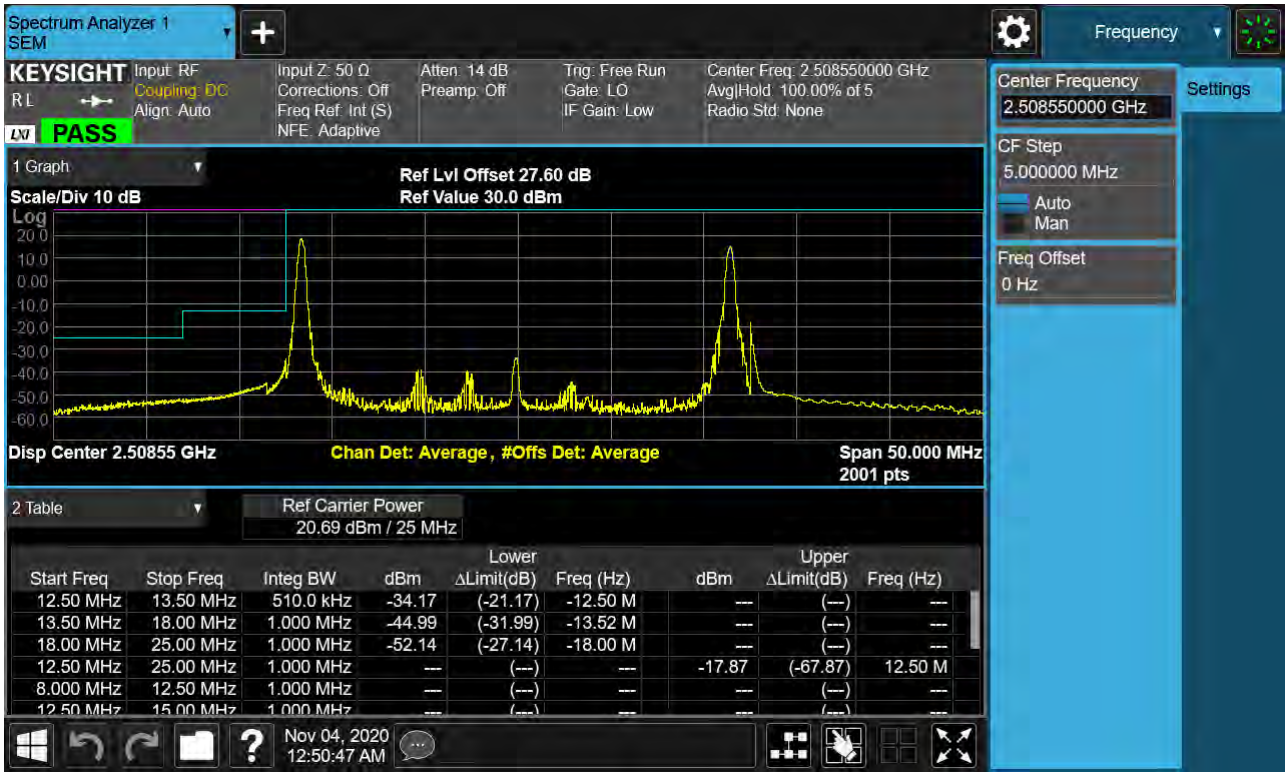 Spectrum Analyzer 1
SEM
Frequency
KEYSIGHT
RL
LXI
PASS
Input: RF
Coupling: DC
Align: Auto
Input Z: 50 Ω
Corrections: Off
Freq Ref: Int (S)
NFE: Adaptive
Atten: 14 dB
Preamp: Off
Trig: Free Run
Gate: LO
IF Gain: Low
Center Freq: 2.508550000 GHz
Avg|Hold: 100.00% of 5
Radio Std: None
Center Frequency
2.508550000 GHz
Settings
CF Step
5.000000 MHz
Auto
Man
Freq Offset
0 Hz
1 Graph
Scale/Div 10 dB
Ref Lvl Offset 27.60 dB
Ref Value 30.0 dBm
Log
20.0
10.0
0.00
-10.0
-20.0
-30.0
-40.0
-50.0
-60.0
Disp Center 2.50855 GHz
Chan Det: Average, #Offs Det: Average
Span 50.000 MHz
2001 pts
2 Table
Ref Carrier Power
20.69 dBm / 25 MHz
Lower Upper
Start Freq Stop Freq Integ BW dBm ΔLimit(dB) Freq (Hz) dBm ΔLimit(dB) Freq (Hz)
12.50 MHz 13.50 MHz 510.0 kHz -34.17 (-21.17) -12.50 M --- (---) ---
13.50 MHz 18.00 MHz 1.000 MHz -44.99 (-31.99) -13.52 M --- (---) ---
18.00 MHz 25.00 MHz 1.000 MHz -52.14 (-27.14) -18.00 M --- (---) ---
12.50 MHz 25.00 MHz 1.000 MHz --- (---) --- -17.87 (-67.87) 12.50 M
8.000 MHz 12.50 MHz 1.000 MHz --- (---) --- --- (---) ---
12.50 MHz 15.00 MHz 1.000 MHz --- (---) --- --- (---) ---
Nov 04, 2020
12:50:47 AM